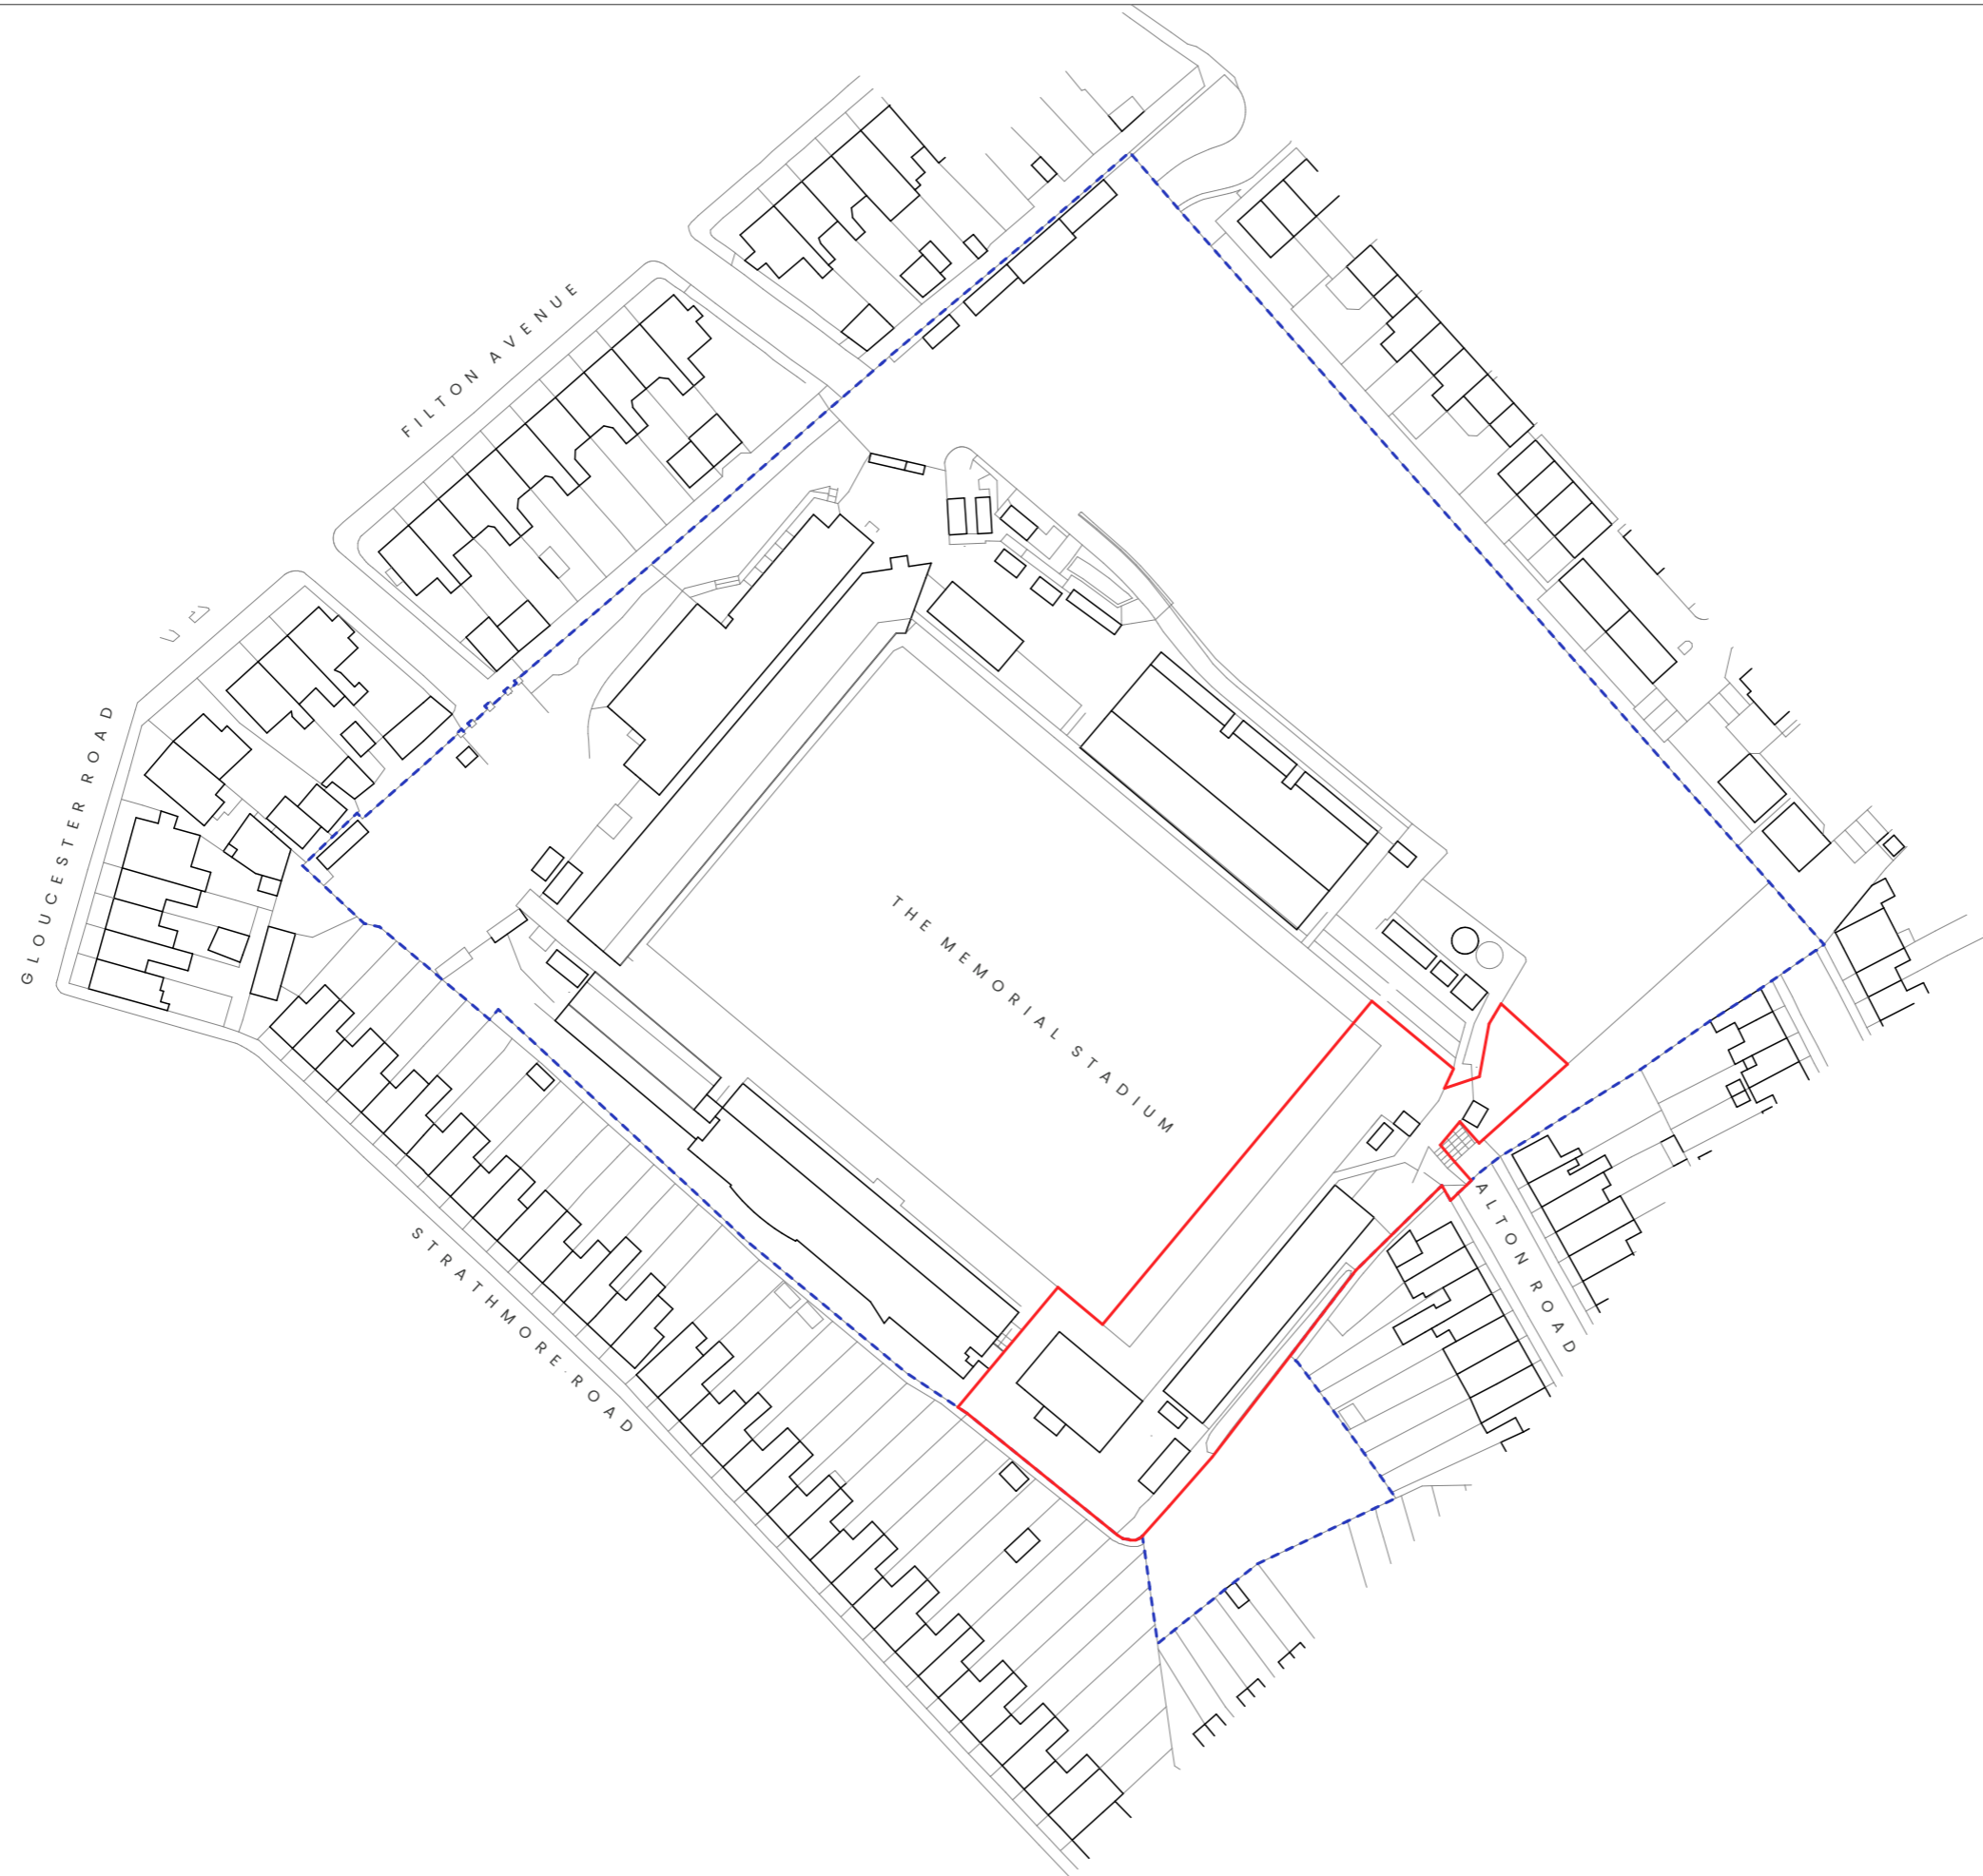 FILTON AVENUE
GLOUCESTER ROAD
THE MEMORIAL STADIUM
ALTON ROAD
STRATHMORE ROAD